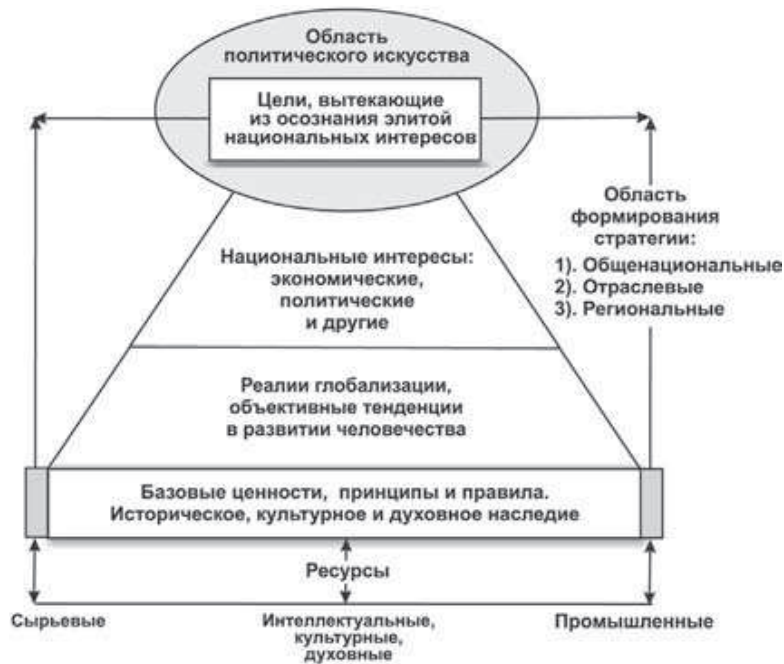 Область
политического искусства
Цели, вытекающие
из осознания элитой
национальных интересов
Область
формирования
стратегии:
1). Общенациональные
2). Отраслевые
3). Региональные
Национальные интересы:
экономические,
политические
и другие
Реалии глобализации,
объективные тенденции
в развитии человечества
Базовые ценности, принципы и правила.
Историческое, культурное и духовное наследие
Ресурсы
Сырьевые
Интеллектуальные,
культурные,
духовные
Промышленные